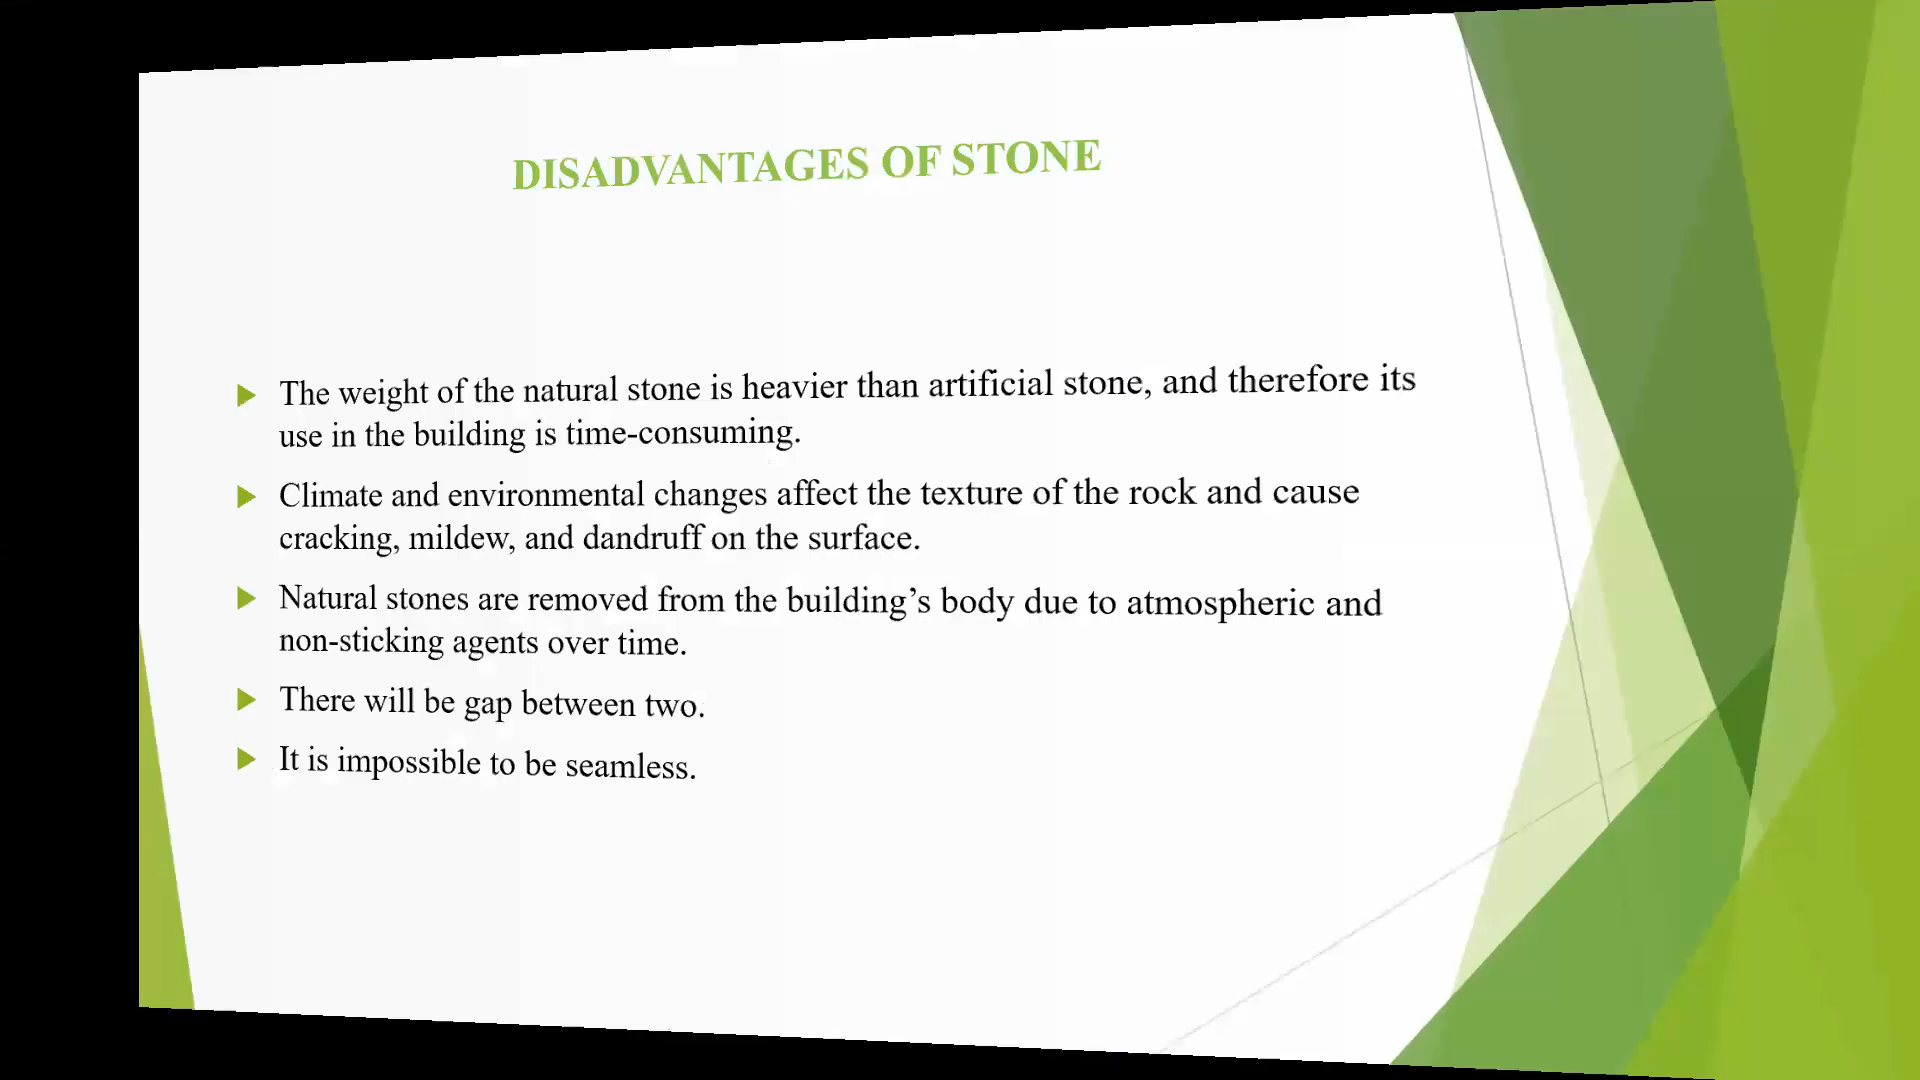 DISADVANTAGES OF STONE
The weight of the natural stone is heavier than artificial stone, and therefore its
use in the building is time-consuming.
Climate and environmental changes affect the texture of the rock and cause
cracking, mildew, and dandruff on the surface.
Natural stones are removed from the building’s body due to atmospheric and
non-sticking agents over time.
There will be gap between two.
It is impossible to be seamless.